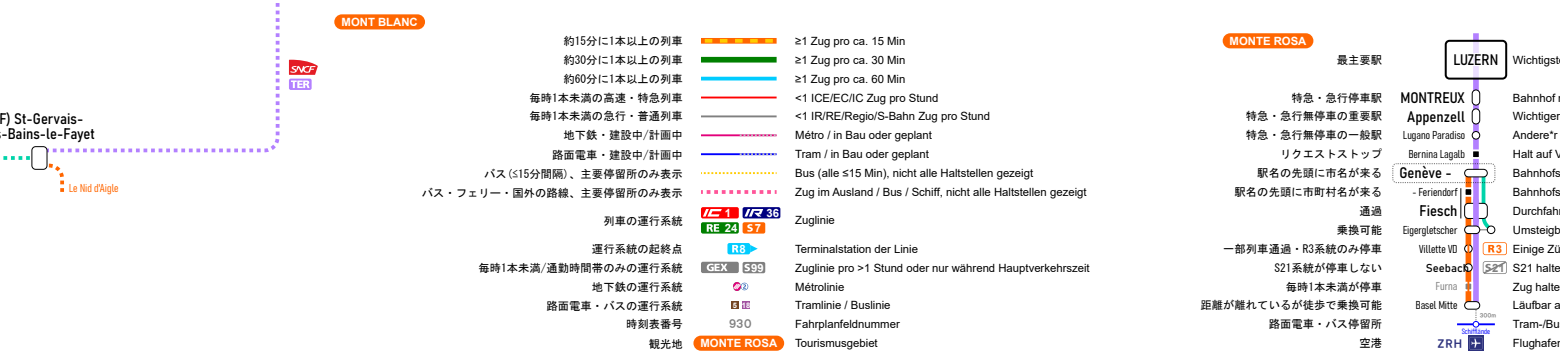 MONT BLANC
約15分に1本以上の列車 ≥1 Zug pro ca. 15 Min
約30分に1本以上の列車 ≥1 Zug pro ca. 30 Min
約60分に1本以上の列車 ≥1 Zug pro ca. 60 Min
毎時1本未満の高速・特急列車 <1 ICE/EC/IC Zug pro Stund
毎時1本未満の急行・普通列車 <1 IR/RE/Regio/S-Bahn Zug pro Stund
地下鉄・建設中/計画中 Métro / in Bau oder geplant
路面電車・建設中/計画中 Tram / in Bau oder geplant
バス(≤15分間隔)、主要停留所のみ表示 Bus (alle ≤15 Min), nicht alle Haltstellen gezeigt
バス・フェリー・国外の路線、主要停留所のみ表示 Zug im Ausland / Bus / Schiff, nicht alle Haltstellen gezeigt
列車の運行系統 IC 1 IR 36 RE 24 S7 Zuglinie
運行系統の起終点 R8 Terminalstation der Linie
毎時1本未満/通勤時間帯のみの運行系統 GEX S99 Zuglinie pro >1 Stund oder nur während Hauptverkehrszeit
地下鉄の運行系統 Métrolinie
路面電車・バスの運行系統 6 18 Tramlinie / Buslinie
時刻表番号 930 Fahrplanfeldnummer
観光地 MONTE ROSA Tourismusgebiet
SNCF
TER
F) St-Gervais-
s-Bains-le-Fayet
Le Nid d'Aigle
MONTE ROSA
最主要駅 LUZERN Wichtigste
特急・急行停車駅 MONTREUX Bahnhof
特急・急行無停車の重要駅 Appenzell Wichtiger
特急・急行無停車の一般駅 Lugano Paradiso Andere*r
リクエストストップ Bernina Lagalb Halt auf V
駅名の先頭に市名が来る Genève - Bahnhofs
駅名の先頭に市町村名が来る - Feriendorf Bahnhofs
通過 Fiesch Durchfahr
乗換可能 Eigergletscher Umsteigb
一部列車通過・R3系統のみ停車 Villette VD R3 Einige Zü
S21系統が停車しない Seebach S21 S21 halte
毎時1本未満が停車 Furna Zug halte
距離が離れているが徒歩で乗換可能 Basel Mitte Läufbar a
300m
路面電車・バス停留所 Schifflände Tram-/Bu
空港 ZRH Flughafen